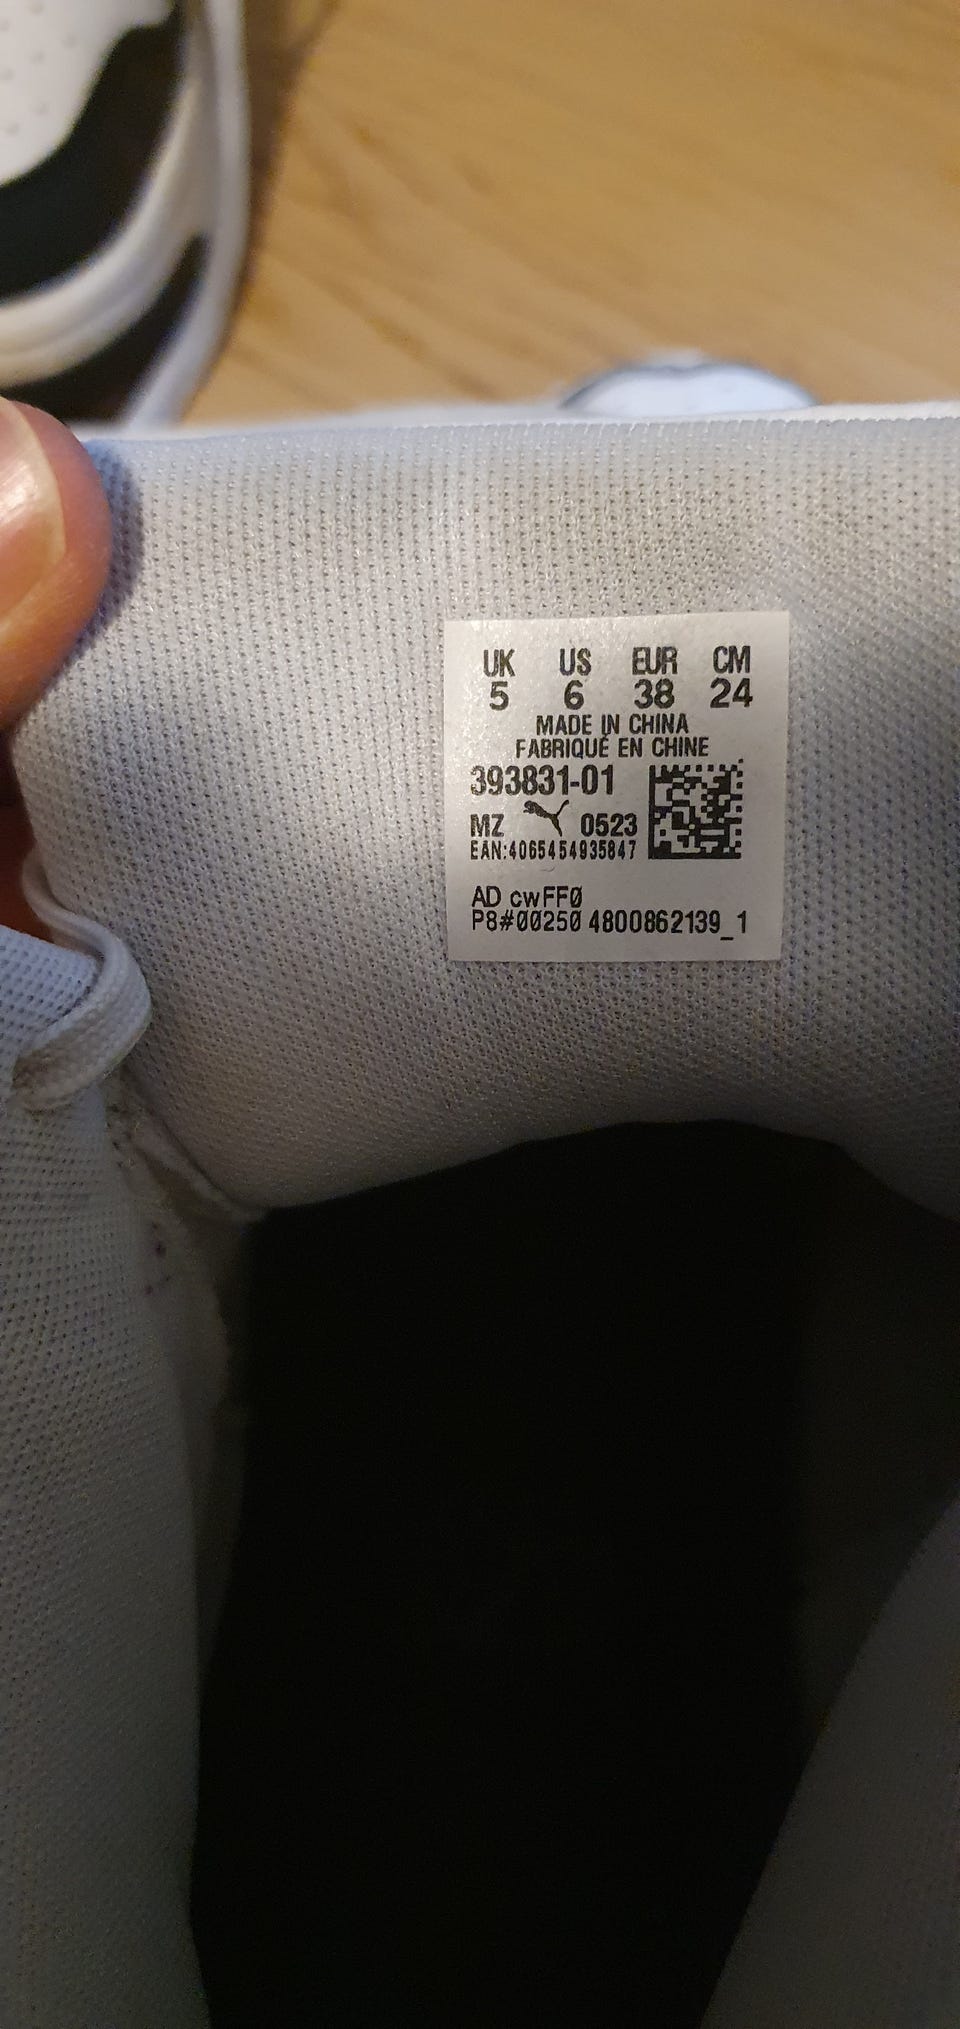 UK US EUR CM
5 6 38 24
MADE IN CHINA
FABRIQUÉ EN CHINE
393831-01
MZ 0523
EAN:4065454935847
AD cwFF0
P8#00250 4800862139_1